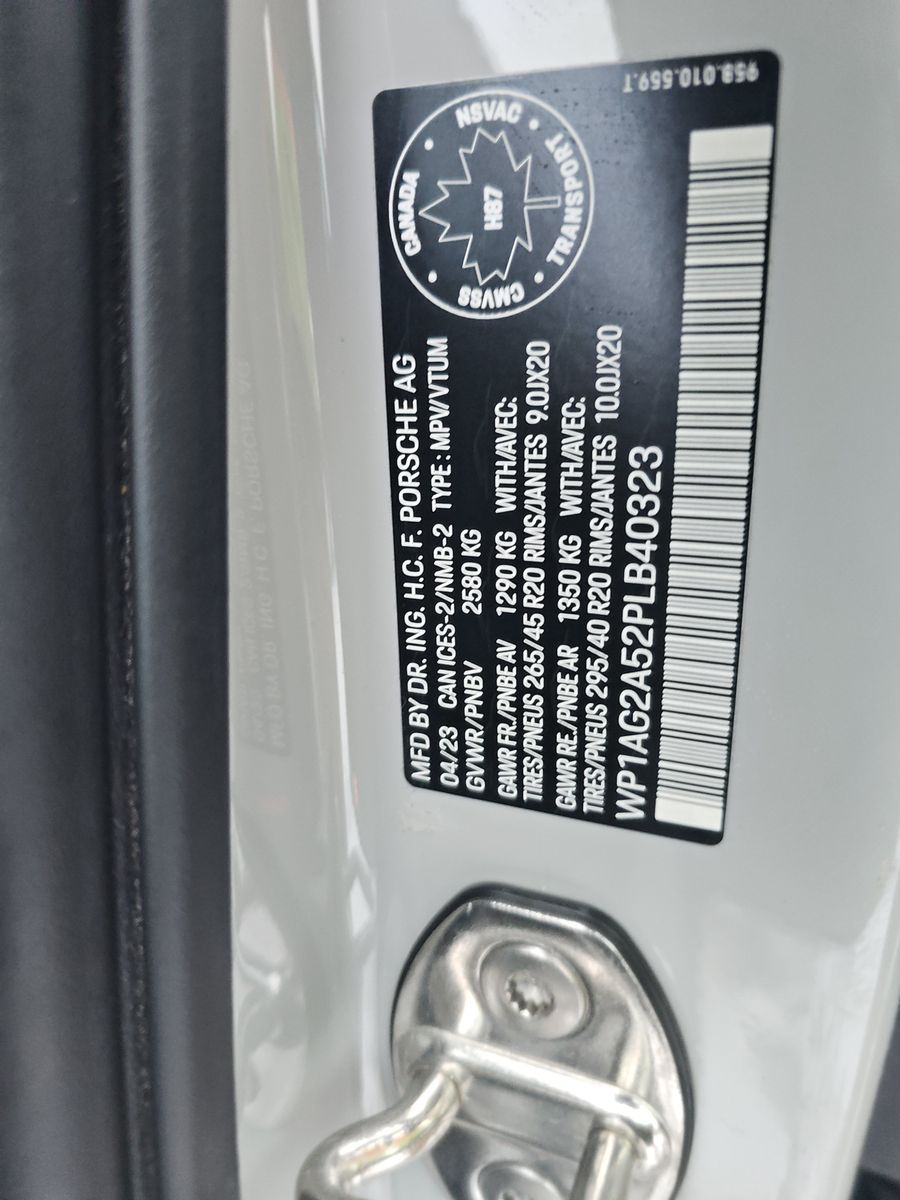 MFD BY DR. ING. H.C. F. PORSCHE AG
04/23 CAN ICES-2/NMB-2 TYPE: MPV/VTUM
GVWR/PNBV 2580 KG
GAWR FR./PNBE AV 1290 KG WITH/AVEC:
TIRES/PNEUS 265/45 R20 RIMS/JANTES 9.0JX20
GAWR RE./PNBE AR 1350 KG WITH/AVEC:
TIRES/PNEUS 295/40 R20 RIMS/JANTES 10.0JX20
WP1AG2A52PLB40323
CANADA
NSVAC
TRANSPORT
CMVSS
H87
95B.010.559.T